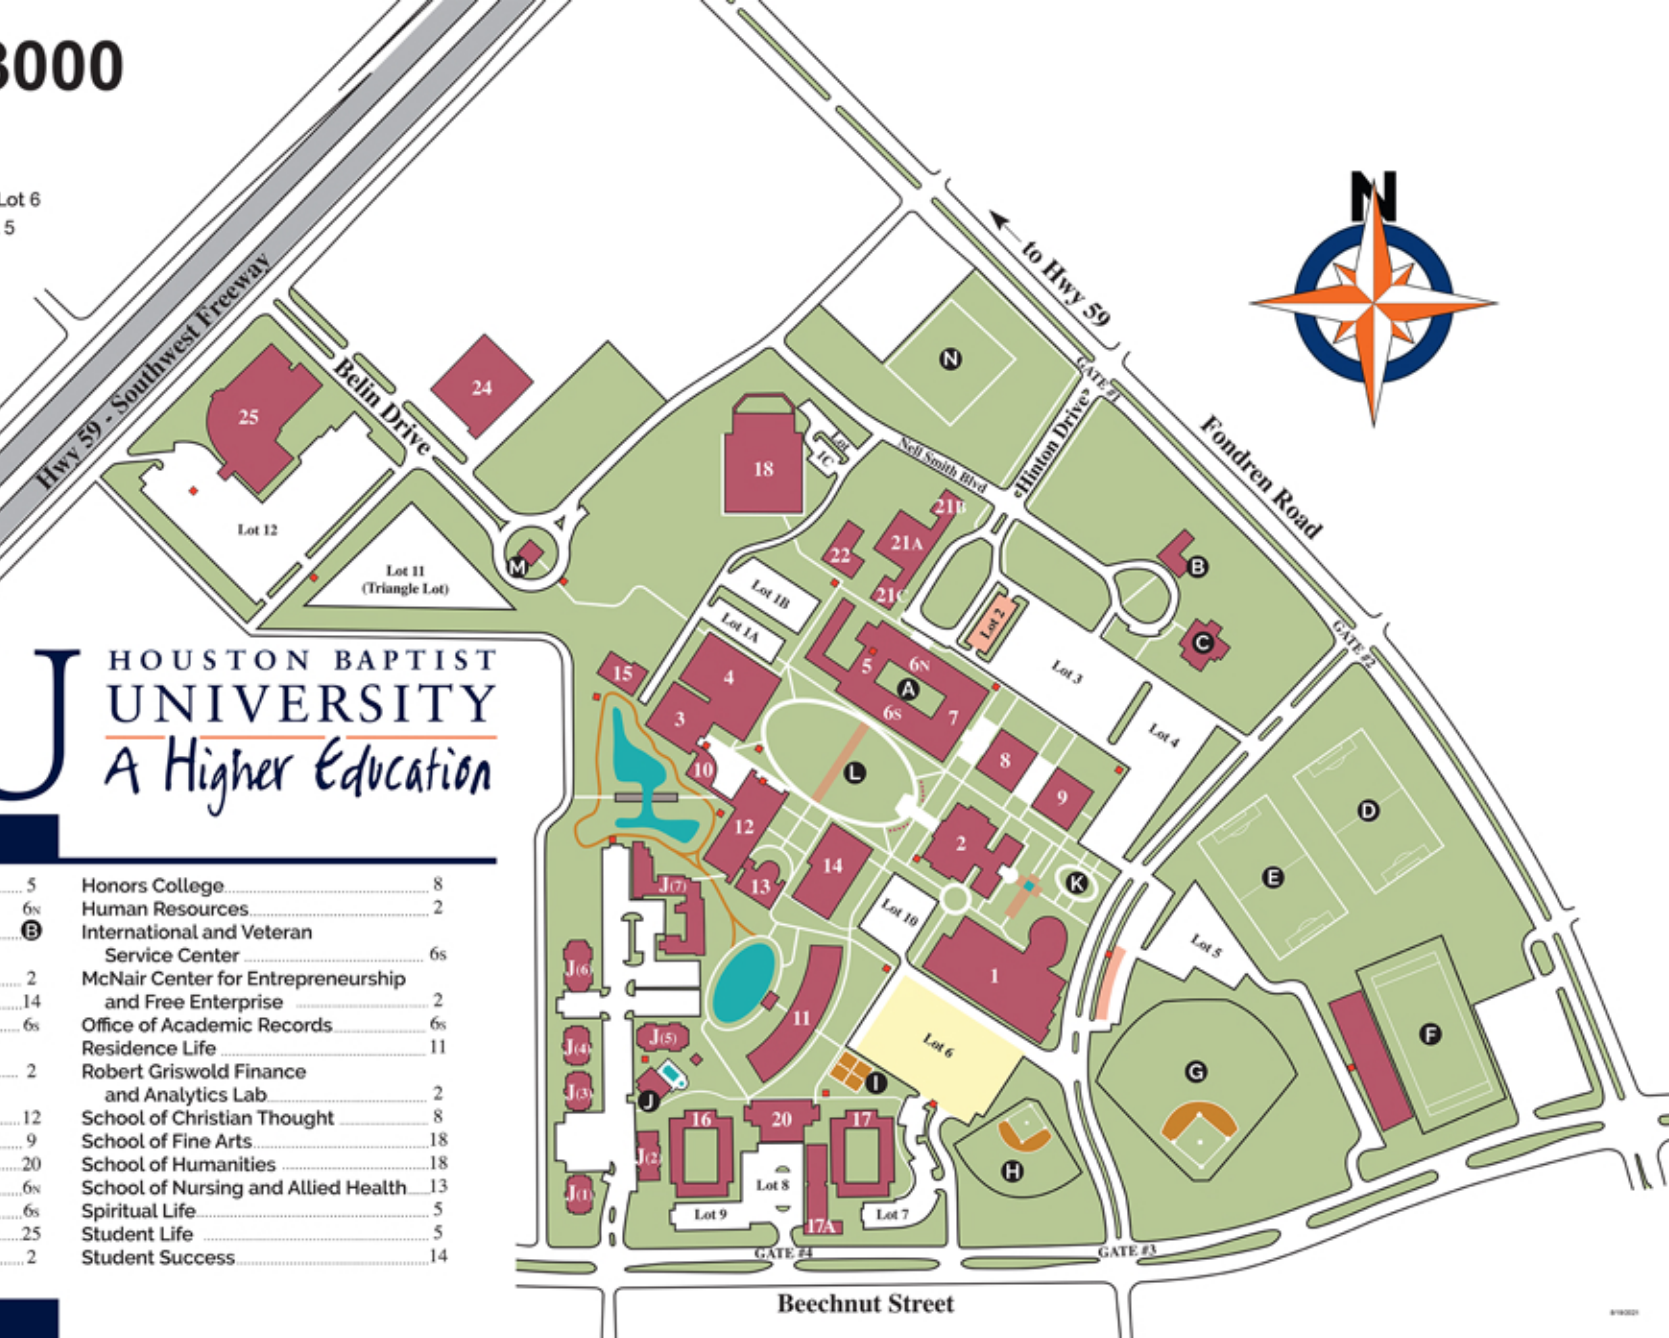 3000
Lot 6
5
N
to Hwy 59
Hwy 59 - Southwest Freeway
Belin Drive
Fondren Road
Nell Smith Blvd
Hinton Drive
GATE #1
GATE #2
GATE #3
GATE #4
Beechnut Street
25
24
18
Lot
1C
N
Lot 12
Lot 11
(Triangle Lot)
M
22
21A
21B
21C
B
C
Lot 1B
Lot 1A
Lot 2
Lot 3
Lot 4
15
4
3
5
6N
A
6S
7
8
9
10
L
12
2
13
14
K
D
E
Lot 10
Lot 5
1
F
G
J(7)
J(6)
J(5)
J(4)
J(3)
J
J(2)
J(1)
11
Lot 6
I
16
20
17
H
Lot 8
Lot 9
17A
Lot 7
U
HOUSTON BAPTIST
UNIVERSITY
A Higher Education
5 Honors College 8
6N Human Resources 2
B International and Veteran
Service Center 6s
2 McNair Center for Entrepreneurship
14 and Free Enterprise 2
6s Office of Academic Records 6s
Residence Life 11
2 Robert Griswold Finance
and Analytics Lab 2
12 School of Christian Thought 8
9 School of Fine Arts 18
20 School of Humanities 18
6N School of Nursing and Allied Health 13
6s Spiritual Life 5
25 Student Life 5
2 Student Success 14